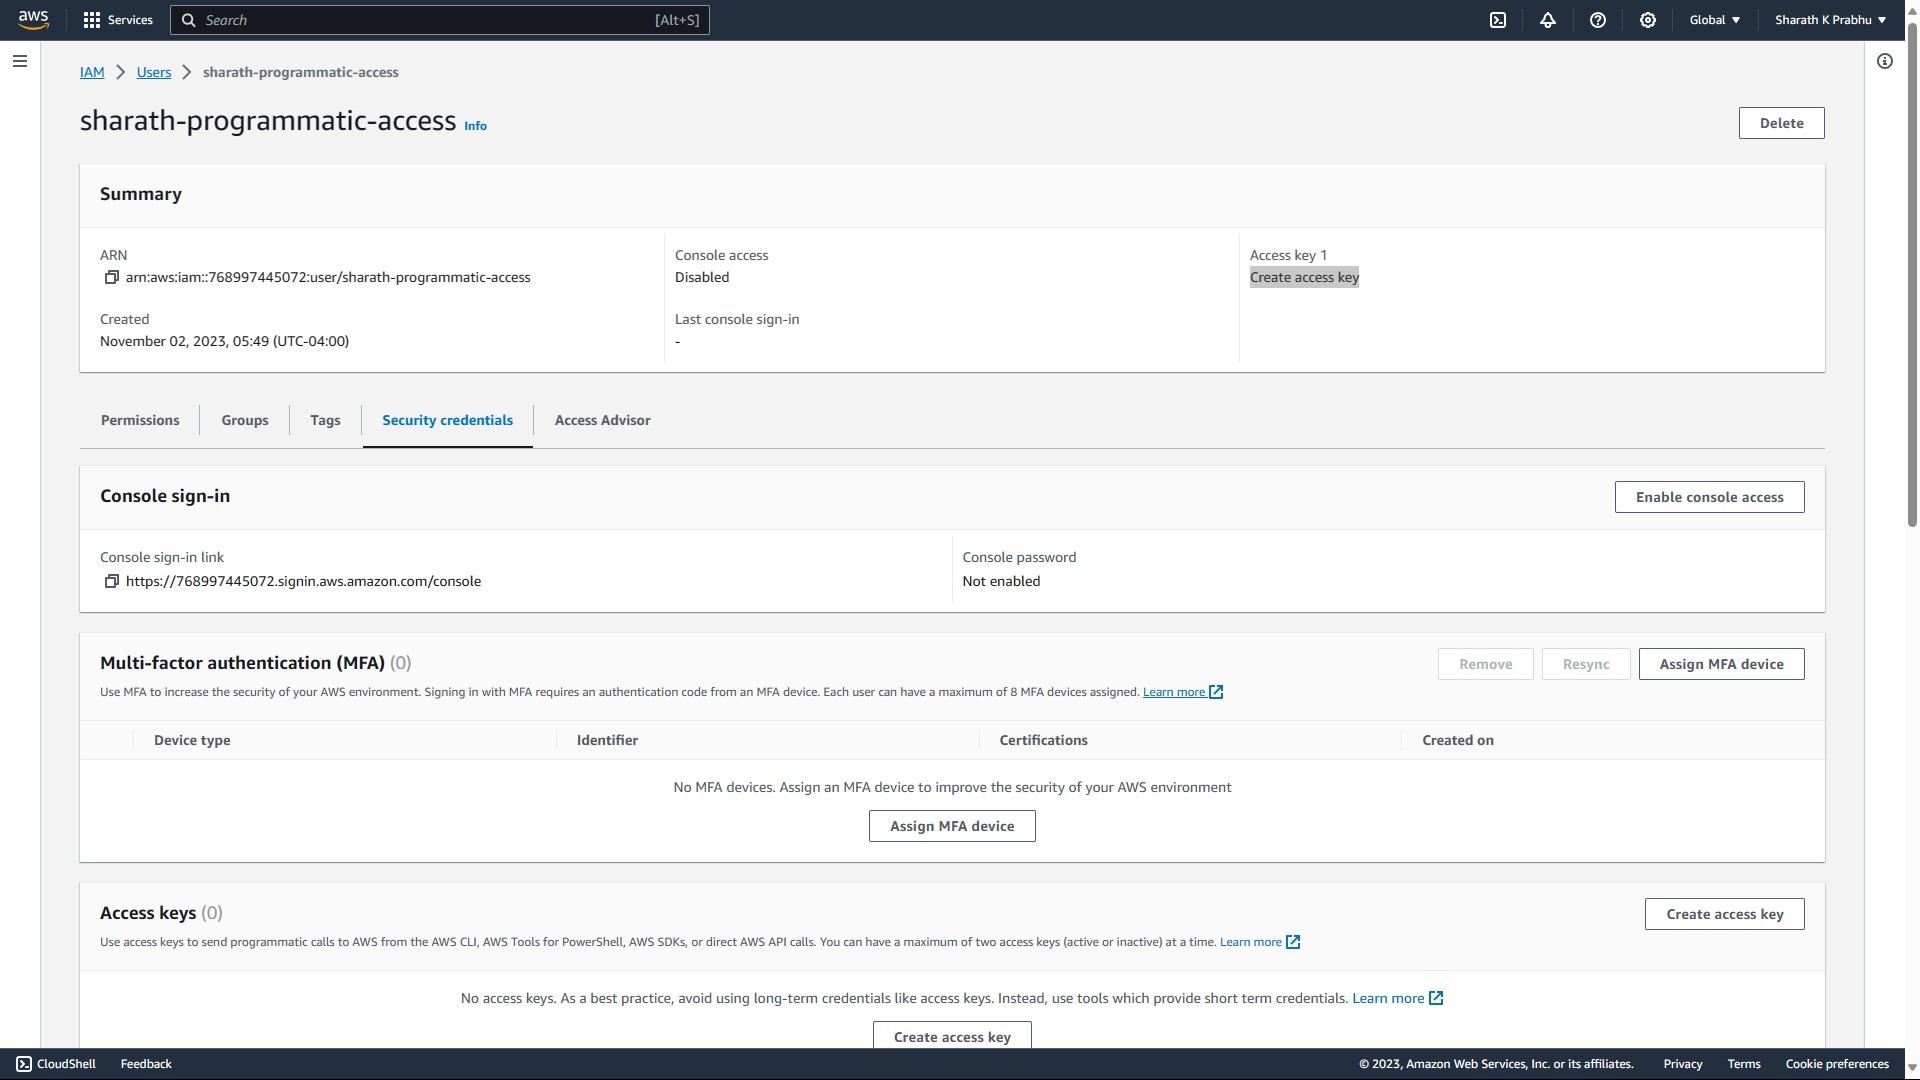 aws
Services
Search
[Alt+S]
Global ▼
Sharath K Prabhu ▼
IAM > Users > sharath-programmatic-access
sharath-programmatic-access Info
Delete
Summary
ARN
arn:aws:iam::768997445072:user/sharath-programmatic-access
Created
November 02, 2023, 05:49 (UTC-04:00)
Console access
Disabled
Last console sign-in
-
Access key 1
Create access key
Permissions
Groups
Tags
Security credentials
Access Advisor
Console sign-in
Enable console access
Console sign-in link
https://768997445072.signin.aws.amazon.com/console
Console password
Not enabled
Multi-factor authentication (MFA) (0)
Remove
Resync
Assign MFA device
Use MFA to increase the security of your AWS environment. Signing in with MFA requires an authentication code from an MFA device. Each user can have a maximum of 8 MFA devices assigned. Learn more
Device type
Identifier
Certifications
Created on
No MFA devices. Assign an MFA device to improve the security of your AWS environment
Assign MFA device
Access keys (0)
Create access key
Use access keys to send programmatic calls to AWS from the AWS CLI, AWS Tools for PowerShell, AWS SDKs, or direct AWS API calls. You can have a maximum of two access keys (active or inactive) at a time. Learn more
No access keys. As a best practice, avoid using long-term credentials like access keys. Instead, use tools which provide short term credentials. Learn more
Create access key
CloudShell
Feedback
© 2023, Amazon Web Services, Inc. or its affiliates.
Privacy
Terms
Cookie preferences